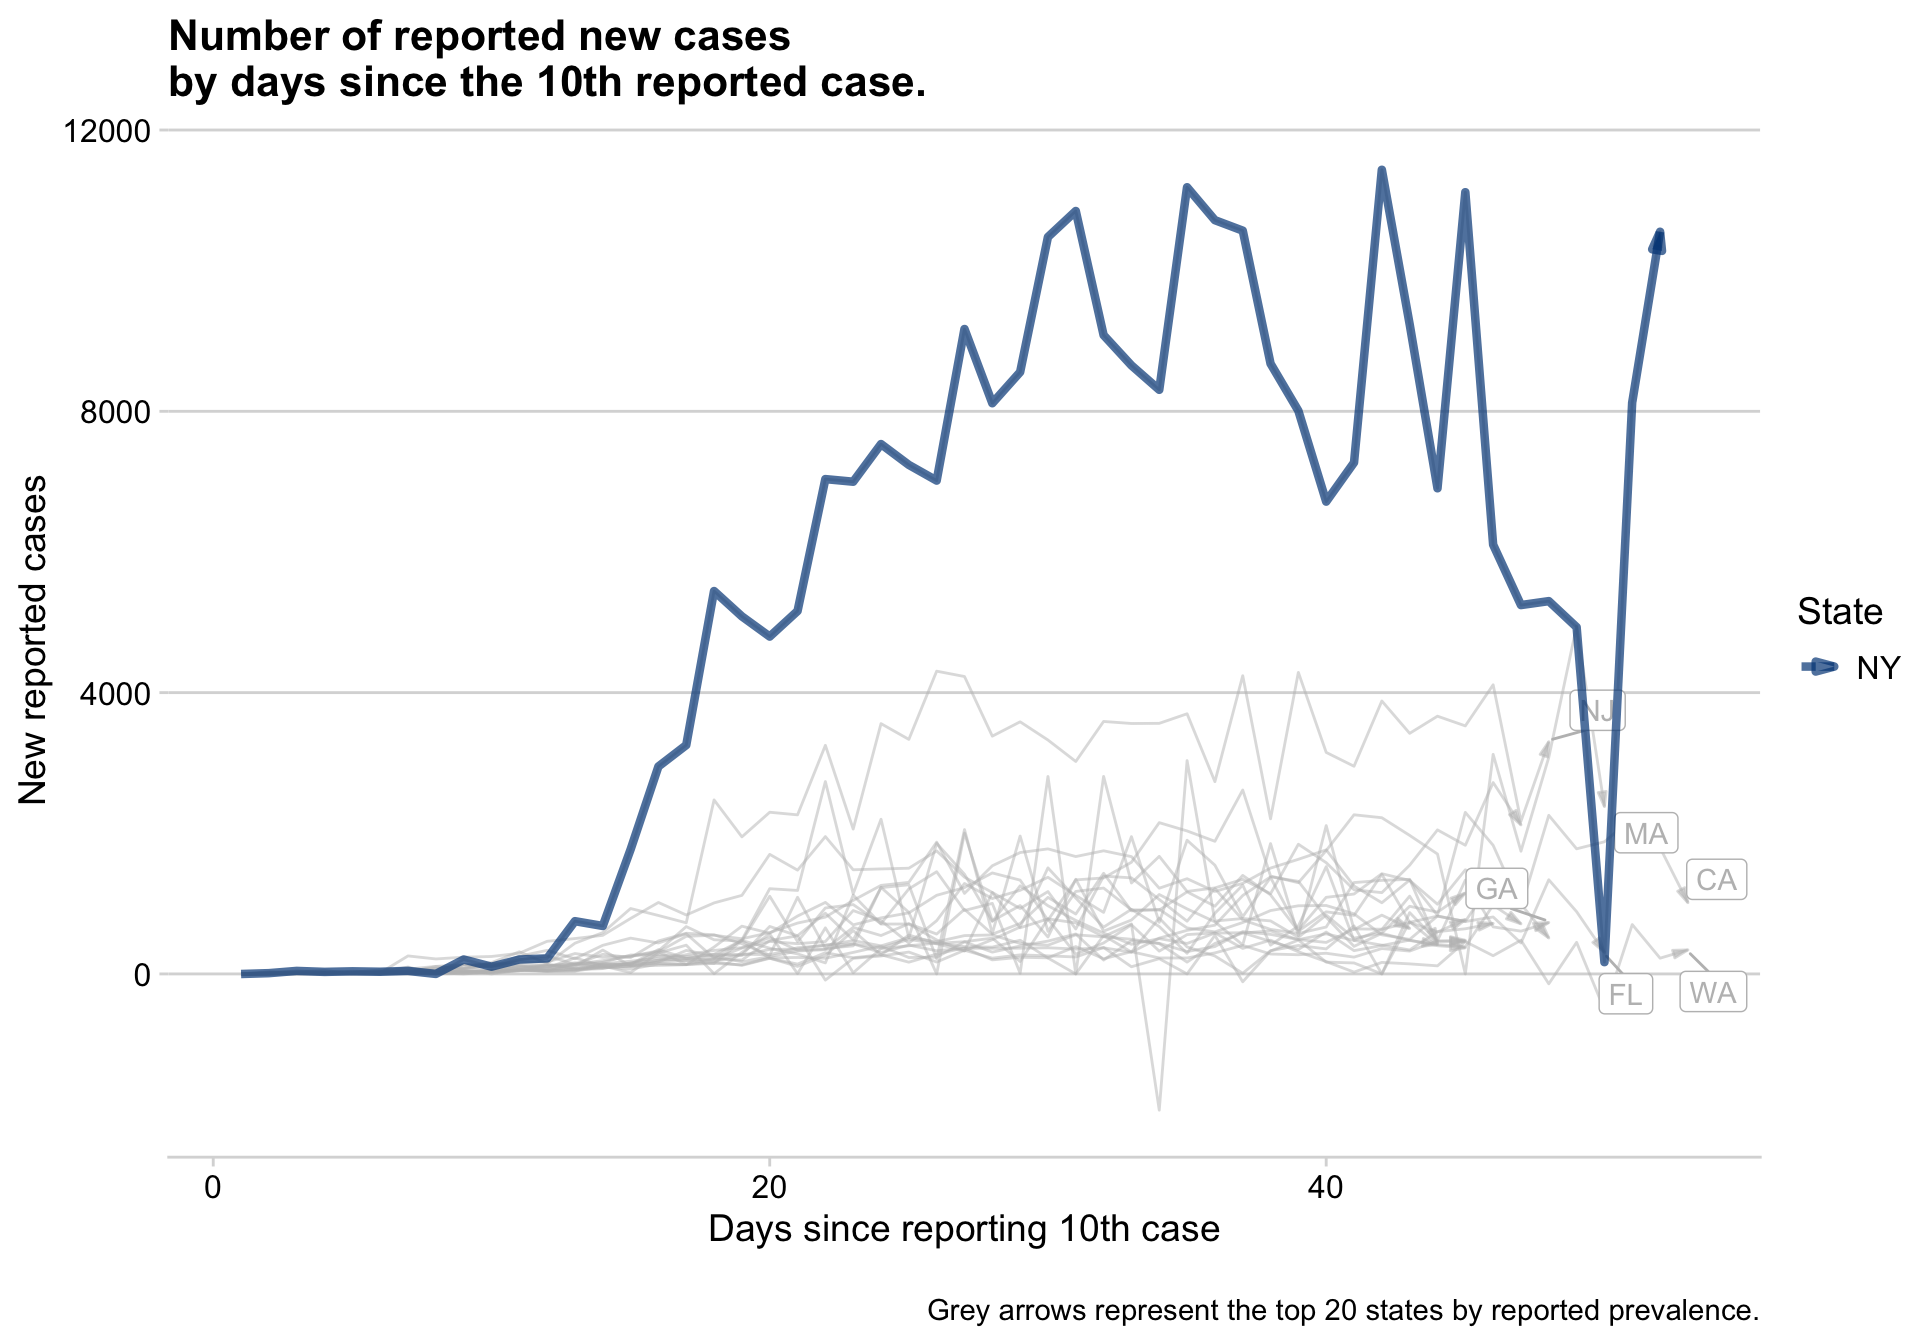 Number of reported new cases
by days since the 10th reported case.
12000
8000
4000
0
New reported cases
NJ
MA
CA
GA
FL
WA
State
NY
0
20
40
Days since reporting 10th case
Grey arrows represent the top 20 states by reported prevalence.